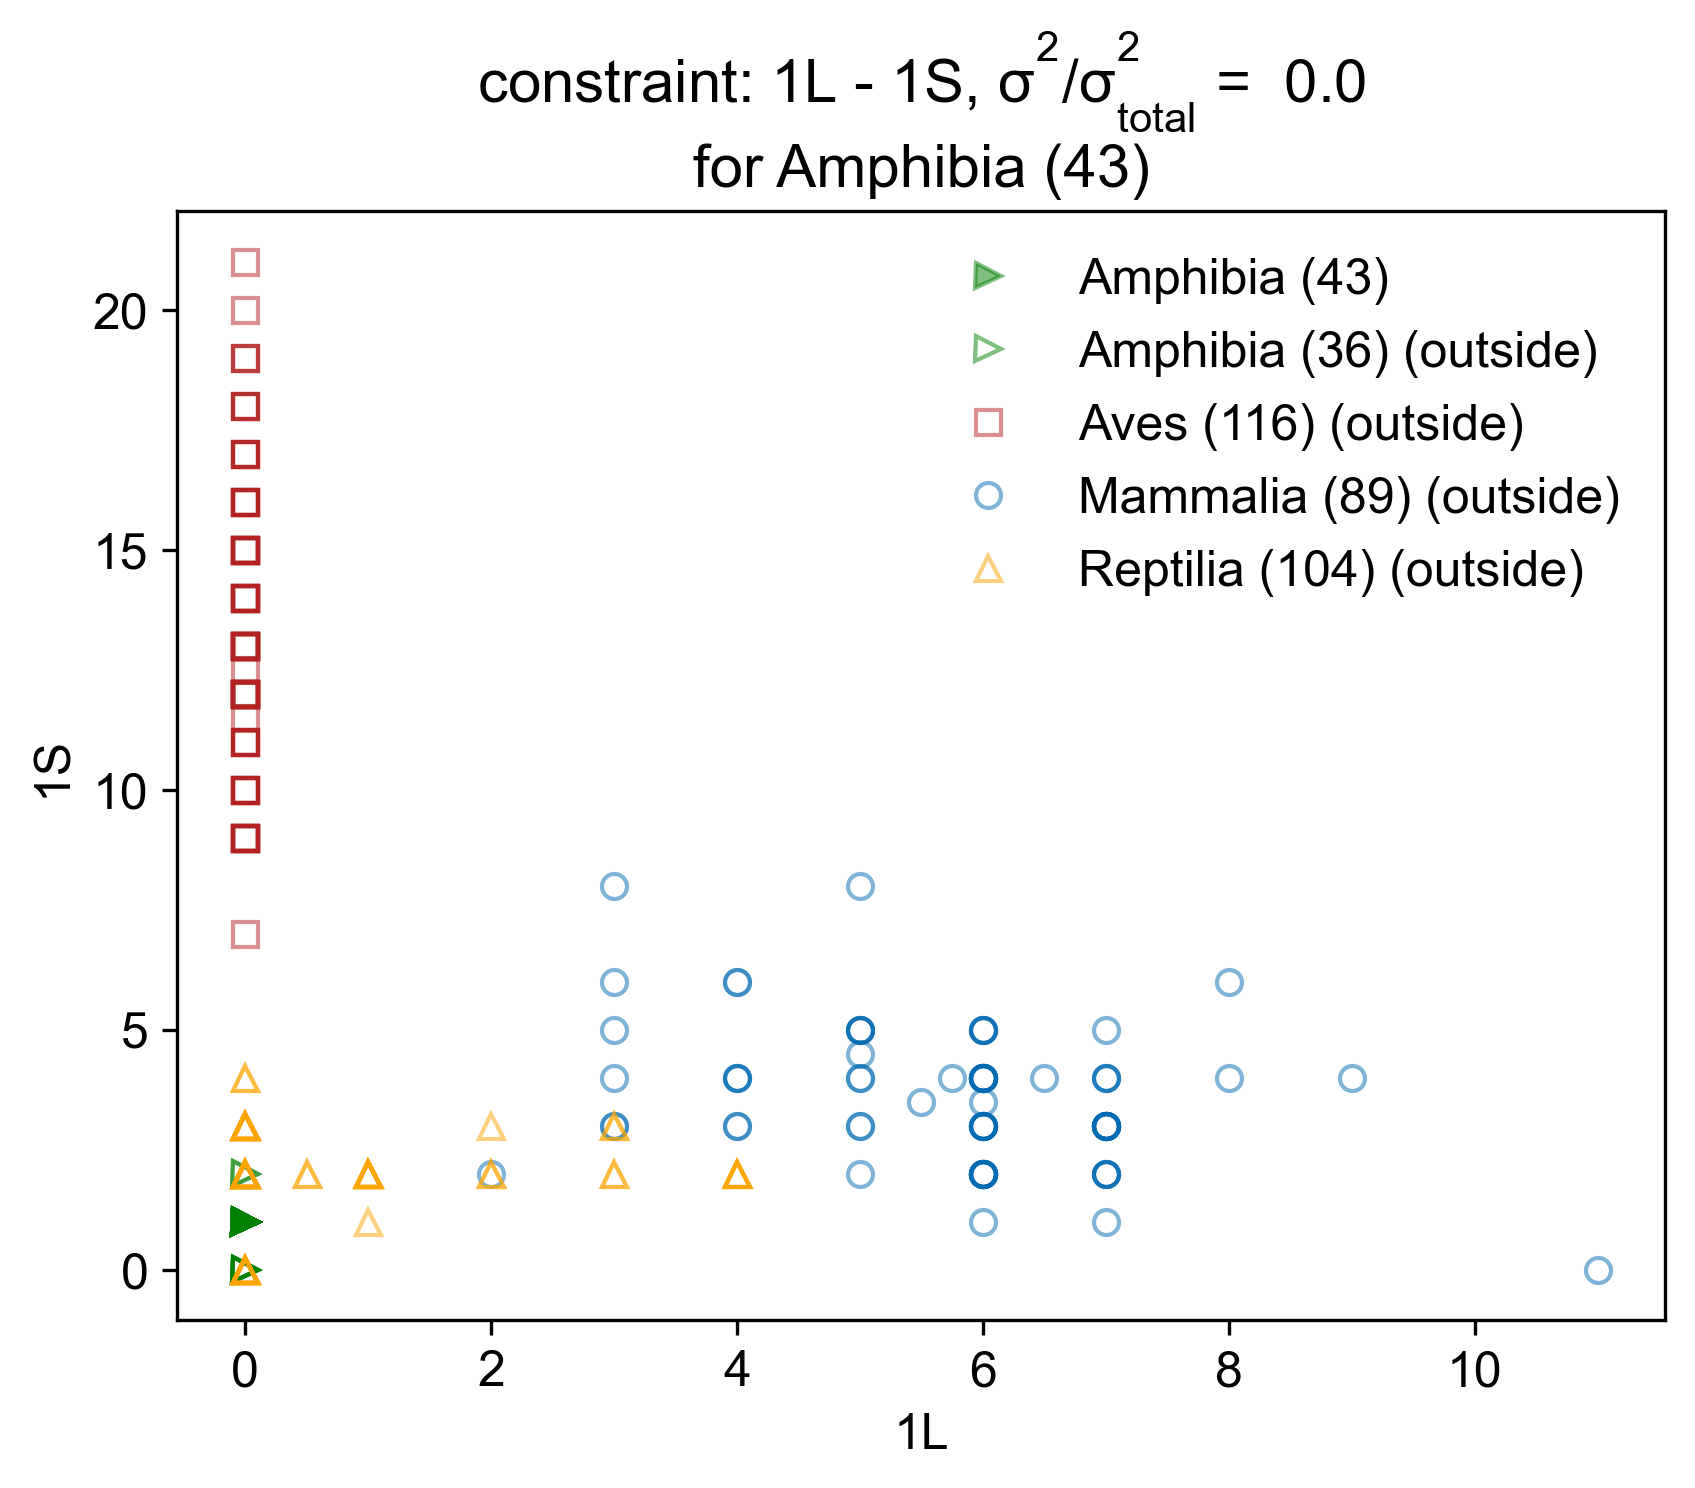 constraint: 1L - 1S, σ²/σ²total = 0.0
for Amphibia (43)
Amphibia (43)
Amphibia (36) (outside)
Aves (116) (outside)
Mammalia (89) (outside)
Reptilia (104) (outside)
20
15
10
5
0
1S
0 2 4 6 8 10
1L